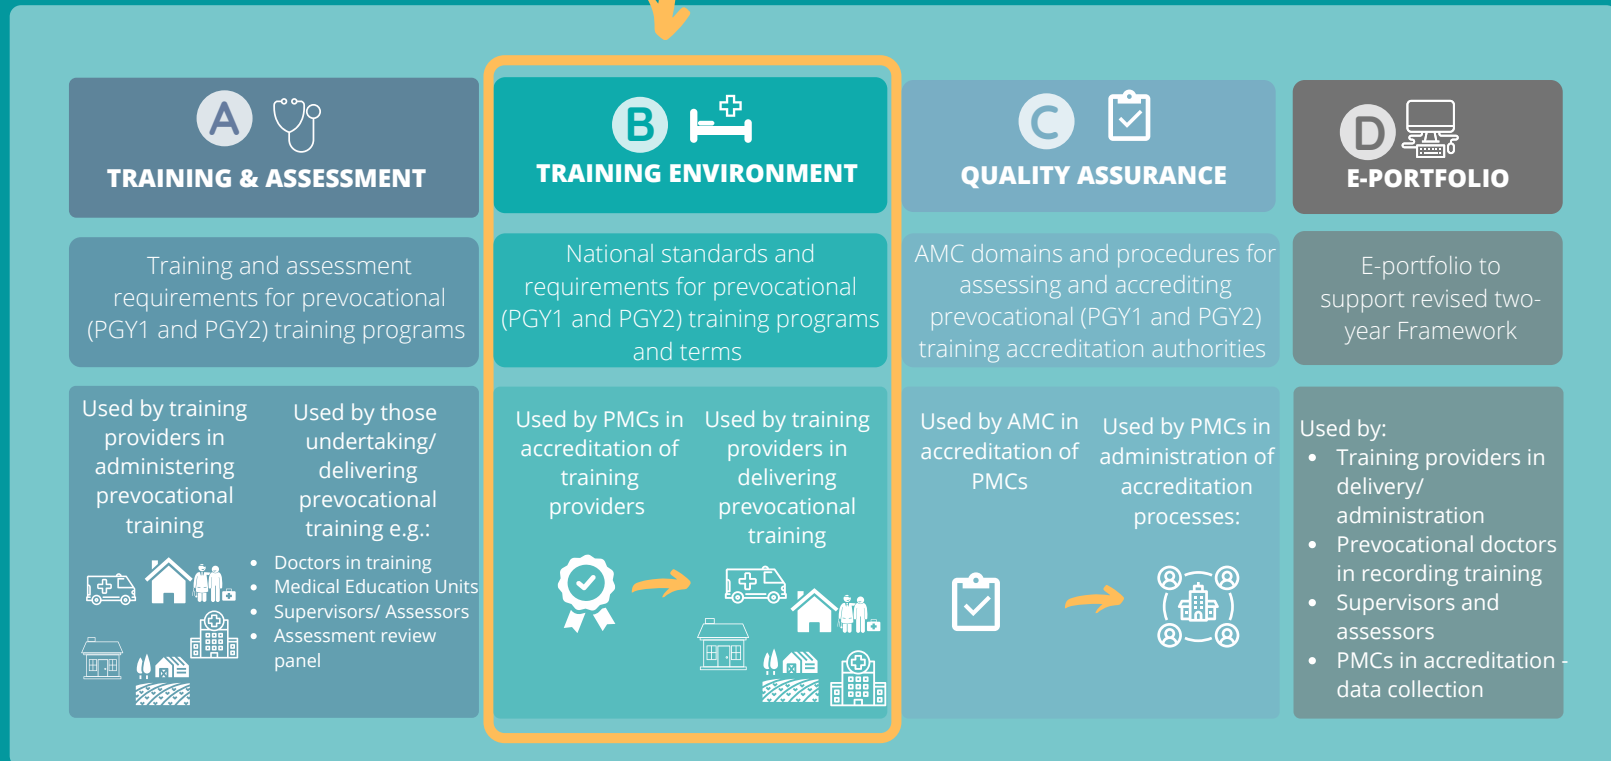 A
TRAINING & ASSESSMENT
Training and assessment
requirements for prevocational
(PGY1 and PGY2) training programs
Used by training
providers in
administering
prevocational
training
Used by those
undertaking/
delivering
prevocational
training e.g.:
• Doctors in training
• Medical Education Units
• Supervisors/ Assessors
• Assessment review
panel
B
TRAINING ENVIRONMENT
National standards and
requirements for prevocational
(PGY1 and PGY2) training programs
and terms
Used by PMCs in
accreditation of
training
providers
Used by training
providers in
delivering
prevocational
training
C
QUALITY ASSURANCE
AMC domains and procedures for
assessing and accrediting
prevocational (PGY1 and PGY2)
training accreditation authorities
Used by AMC in
accreditation of
PMCs
Used by PMCs in
administration of
accreditation
processes:
D
E-PORTFOLIO
E-portfolio to
support revised two-
year Framework
Used by:
• Training providers in
delivery/
administration
• Prevocational doctors
in recording training
• Supervisors and
assessors
• PMCs in accreditation -
data collection